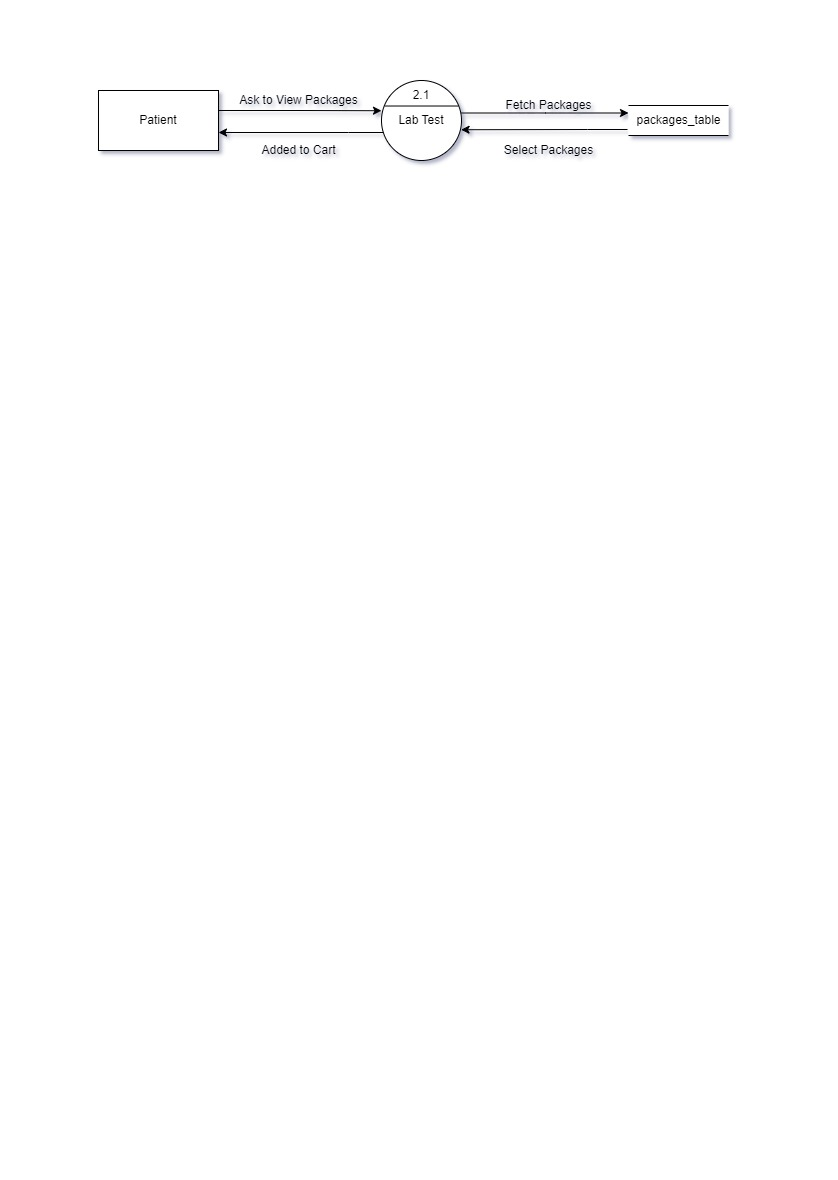 2.1
Ask to View Packages
Fetch Packages
Patient
Lab Test
packages_table
Added to Cart
Select Packages